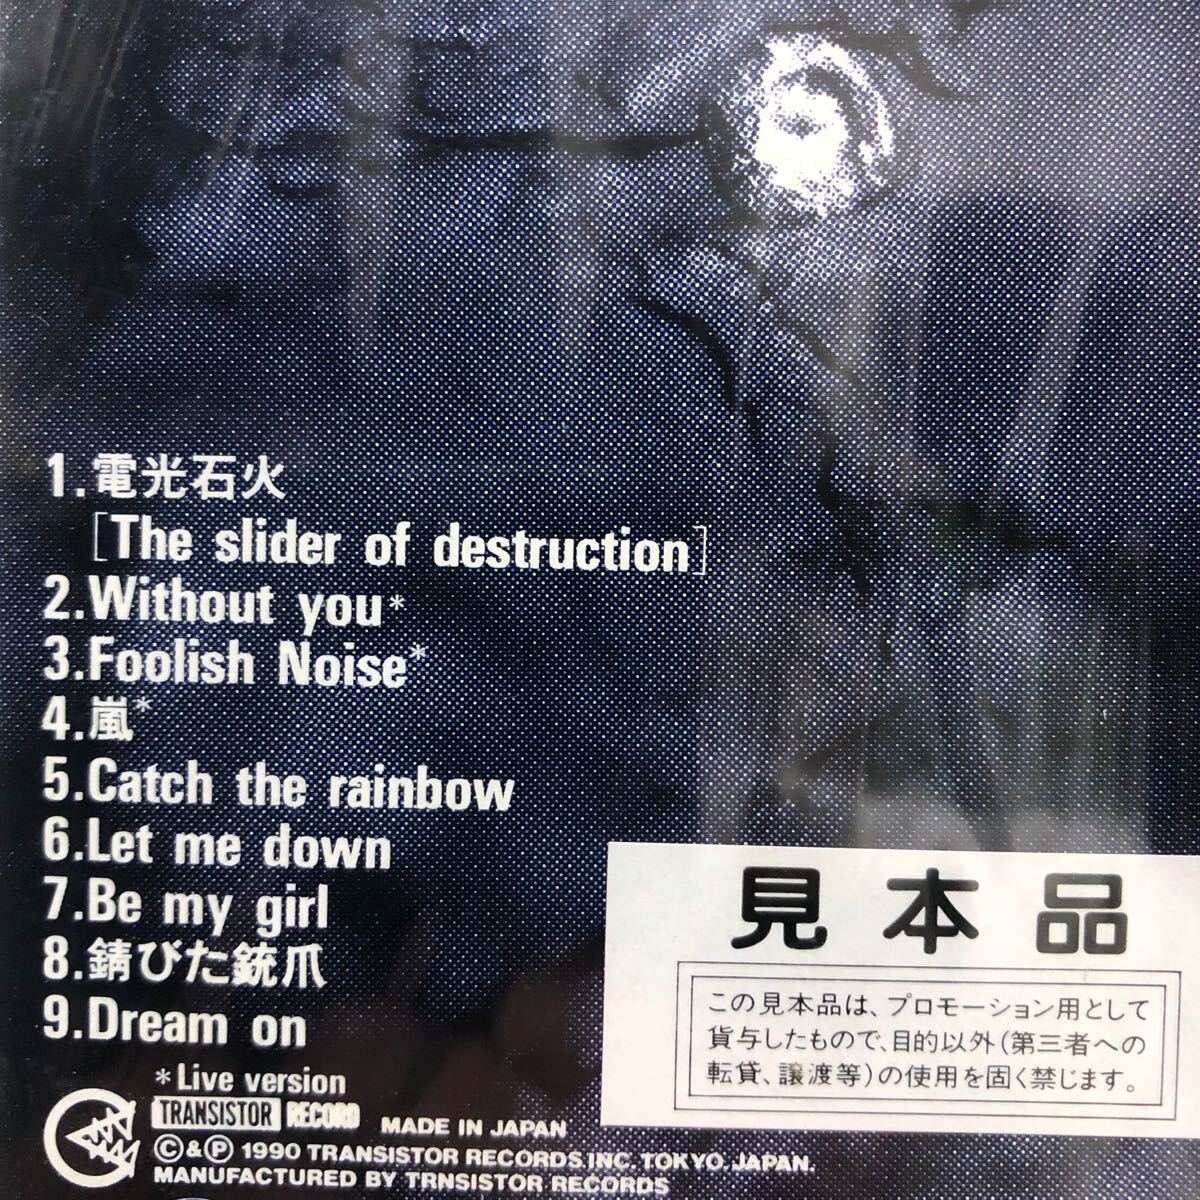 1.電光石火
[The slider of destruction]
2.Without you*
3.Foolish Noise*
4.嵐*
5.Catch the rainbow
6.Let me down
7.Be my girl
8.錆びた銃爪
9.Dream on
*Live version
TRANSISTOR RECORD MADE IN JAPAN
©&℗ 1990 TRANSISTOR RECORDS.INC.TOKYO.JAPAN.
MANUFACTURED BY TRNSISTOR RECORDS
見本品
この見本品は、プロモーション用として
貨与したもので、目的以外(第三者への
転貸、譲渡等)の使用を固く禁じます。